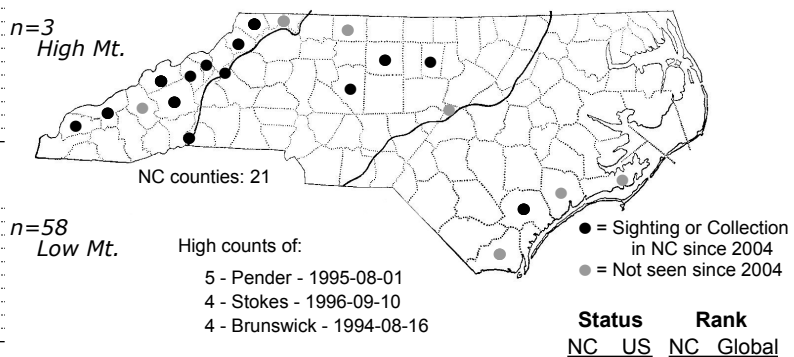 n=3
High Mt.
NC counties: 21
n=58
Low Mt.
High counts of:
5 - Pender - 1995-08-01
4 - Stokes - 1996-09-10
4 - Brunswick - 1994-08-16
● = Sighting or Collection
in NC since 2004
● = Not seen since 2004
Status Rank
NC US NC Global